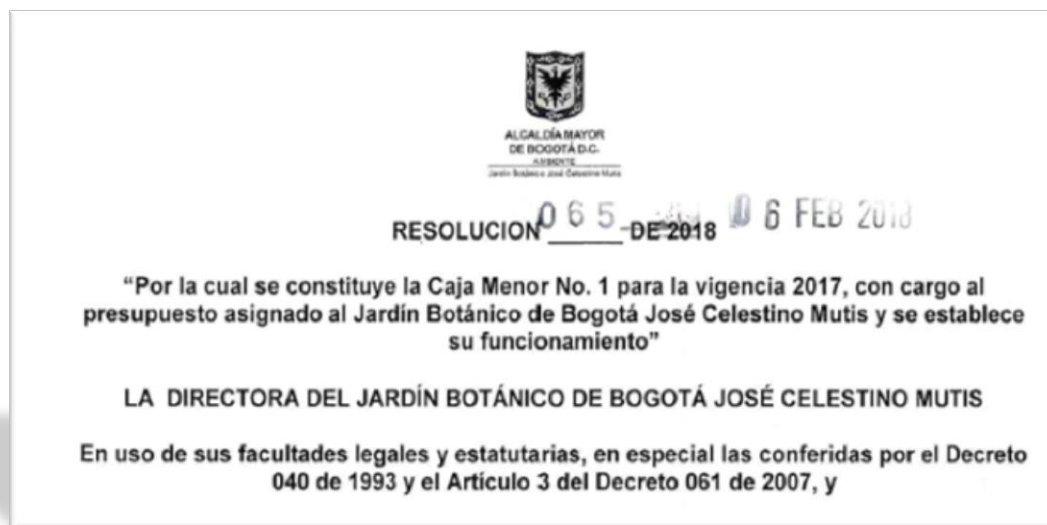 ALCALDÍA MAYOR
DE BOGOTÁ D.C.
AMBIENTE
Jardín Botánico José Celestino Mutis
RESOLUCION 065 DE 2018 06 FEB 2018
“Por la cual se constituye la Caja Menor No. 1 para la vigencia 2017, con cargo al
presupuesto asignado al Jardín Botánico de Bogotá José Celestino Mutis y se establece
su funcionamiento”
LA DIRECTORA DEL JARDÍN BOTÁNICO DE BOGOTÁ JOSÉ CELESTINO MUTIS
En uso de sus facultades legales y estatutarias, en especial las conferidas por el Decreto
040 de 1993 y el Artículo 3 del Decreto 061 de 2007, y